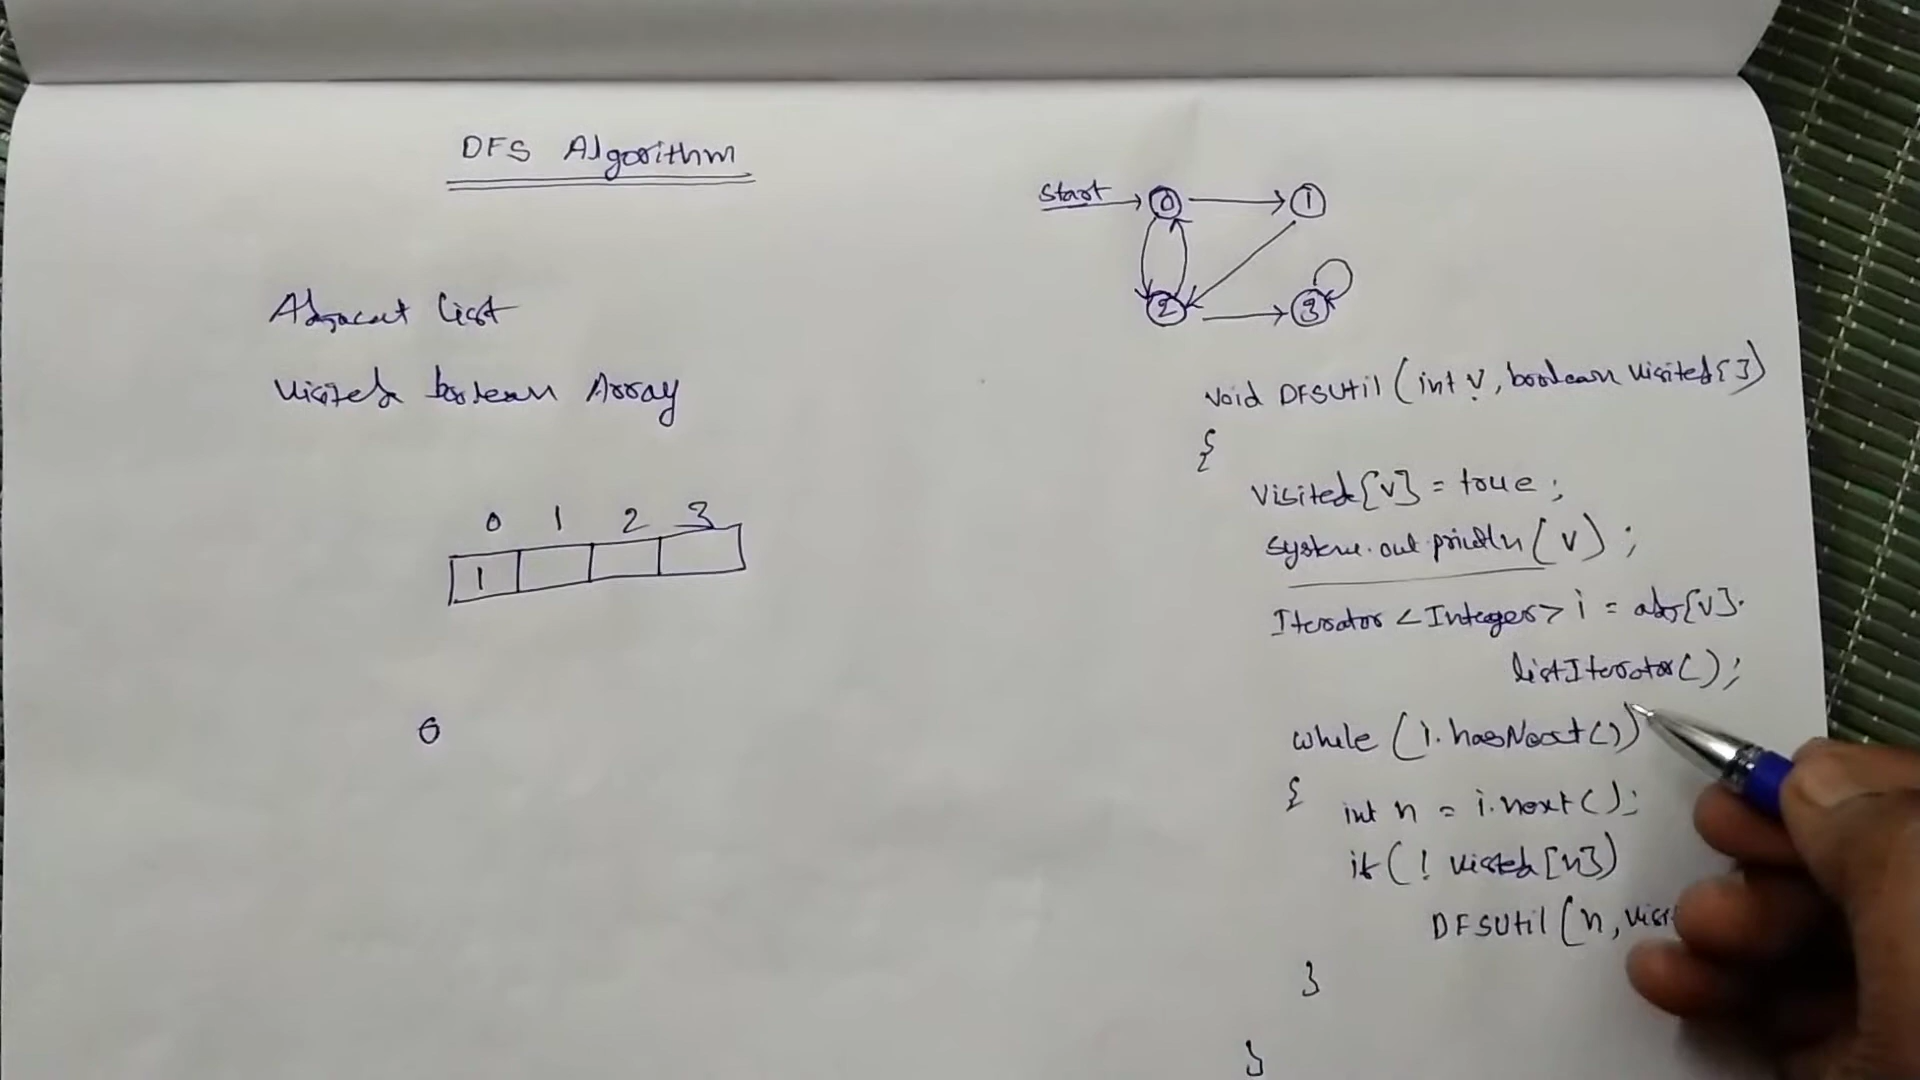 DFS Algorithm
Start 0 1
2 3
Adjacent list
Visited boolean Array
0 1 2 3
1
0
void DFSUtil (int v, boolean visited[])
{
visited[v] = true;
System.out.println(v);
Iterator <Integer> i = adj[v].
listIterator();
while (i.hasNext())
{ int n = i.next();
if (! visited[n])
DFSUtil (n, visi
}
}